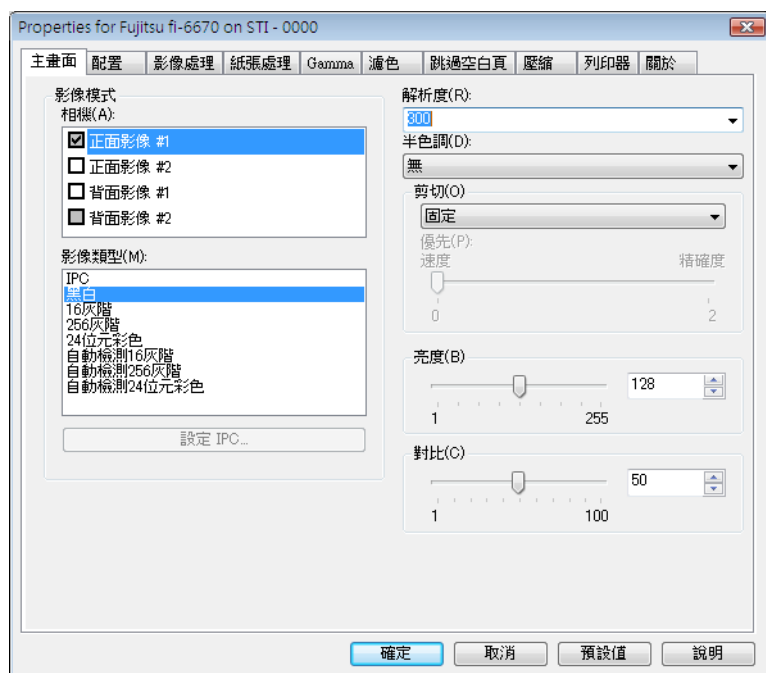 Properties for Fujitsu fi-6670 on STI - 0000
主畫面 配置 影像處理 紙張處理 Gamma 濾色 跳過空白頁 壓縮 列印器 關於
影像模式
相機(A):
正面影像 #1
正面影像 #2
背面影像 #1
背面影像 #2
影像類型(M):
IPC
黑白
16灰階
256灰階
24位元彩色
自動檢測16灰階
自動檢測256灰階
自動檢測24位元彩色
設定 IPC...
解析度(R):
300
半色調(D):
無
剪切(O)
固定
優先(P):
速度 精確度
0 2
亮度(B)
128
1 255
對比(C)
50
1 100
確定 取消 預設值 說明